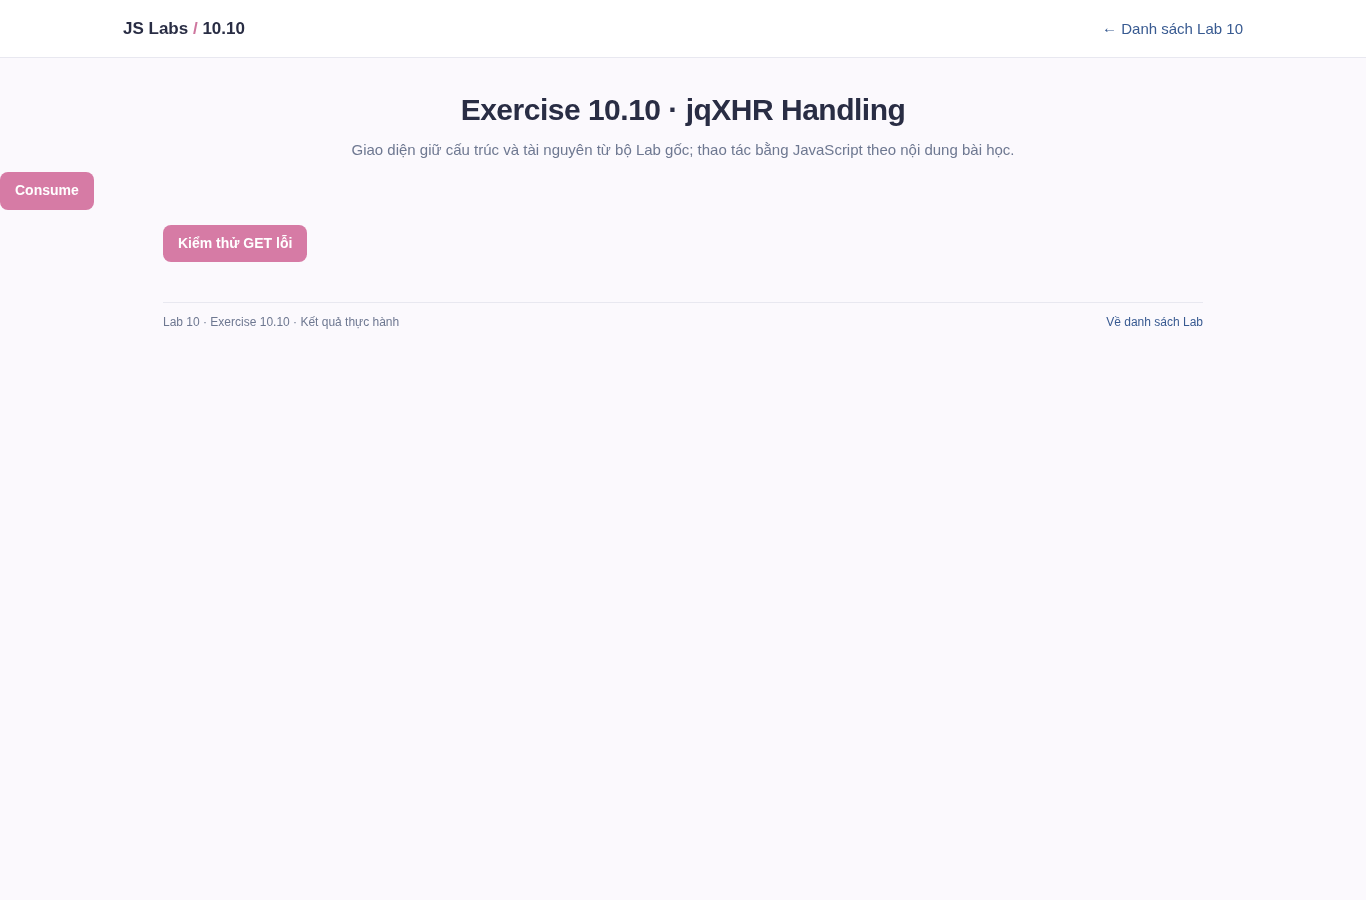 JS Labs / 10.10
← Danh sách Lab 10
Exercise 10.10 · jqXHR Handling
Giao diện giữ cấu trúc và tài nguyên từ bộ Lab gốc; thao tác bằng JavaScript theo nội dung bài học.
Consume
Kiểm thử GET lỗi
Lab 10 · Exercise 10.10 · Kết quả thực hành
Về danh sách Lab